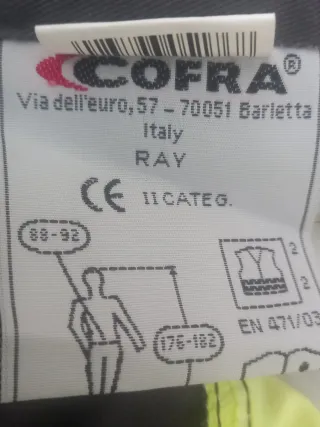 COFRA®
Via dell'euro,57 - 70051 Barletta
Italy
RAY
CE II CATEG.
88-92
2
2
EN 471/03
176-182